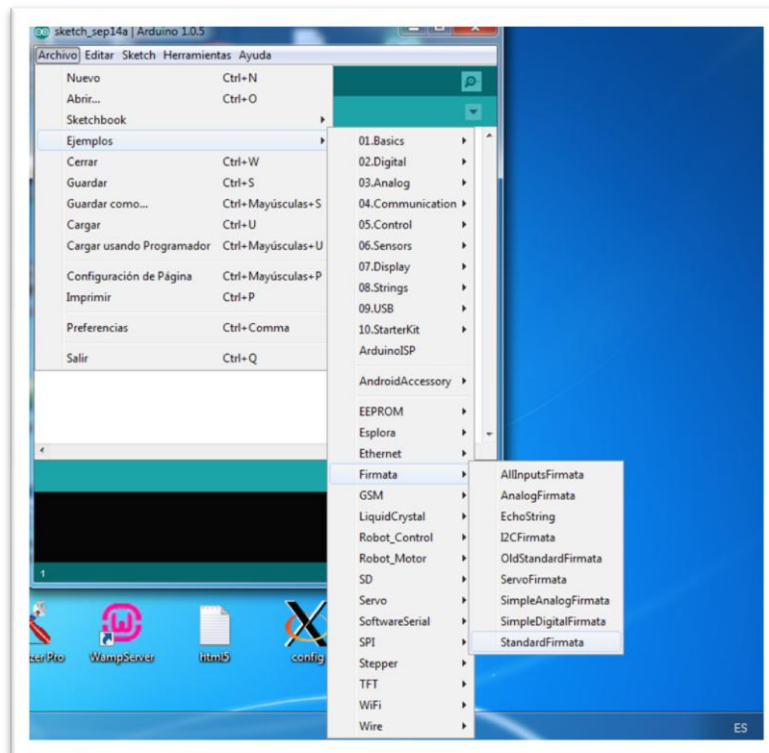 sketch_sep14a | Arduino 1.0.5
Archivo Editar Sketch Herramientas Ayuda
Nuevo Ctrl+N
Abrir... Ctrl+O
Sketchbook
Ejemplos
Cerrar Ctrl+W
Guardar Ctrl+S
Guardar como... Ctrl+Mayúsculas+S
Cargar Ctrl+U
Cargar usando Programador Ctrl+Mayúsculas+U
Configuración de Página Ctrl+Mayúsculas+P
Imprimir Ctrl+P
Preferencias Ctrl+Comma
Salir Ctrl+Q
01.Basics
02.Digital
03.Analog
04.Communication
05.Control
06.Sensors
07.Display
08.Strings
09.USB
10.StarterKit
ArduinoISP
AndroidAccessory
EEPROM
Esplora
Ethernet
Firmata
GSM
LiquidCrystal
Robot_Control
Robot_Motor
SD
Servo
SoftwareSerial
SPI
Stepper
TFT
WiFi
Wire
AllInputsFirmata
AnalogFirmata
EchoString
I2CFirmata
OldStandardFirmata
ServoFirmata
SimpleAnalogFirmata
SimpleDigitalFirmata
StandardFirmata
1
zer Pro WampServer html5 config
ES